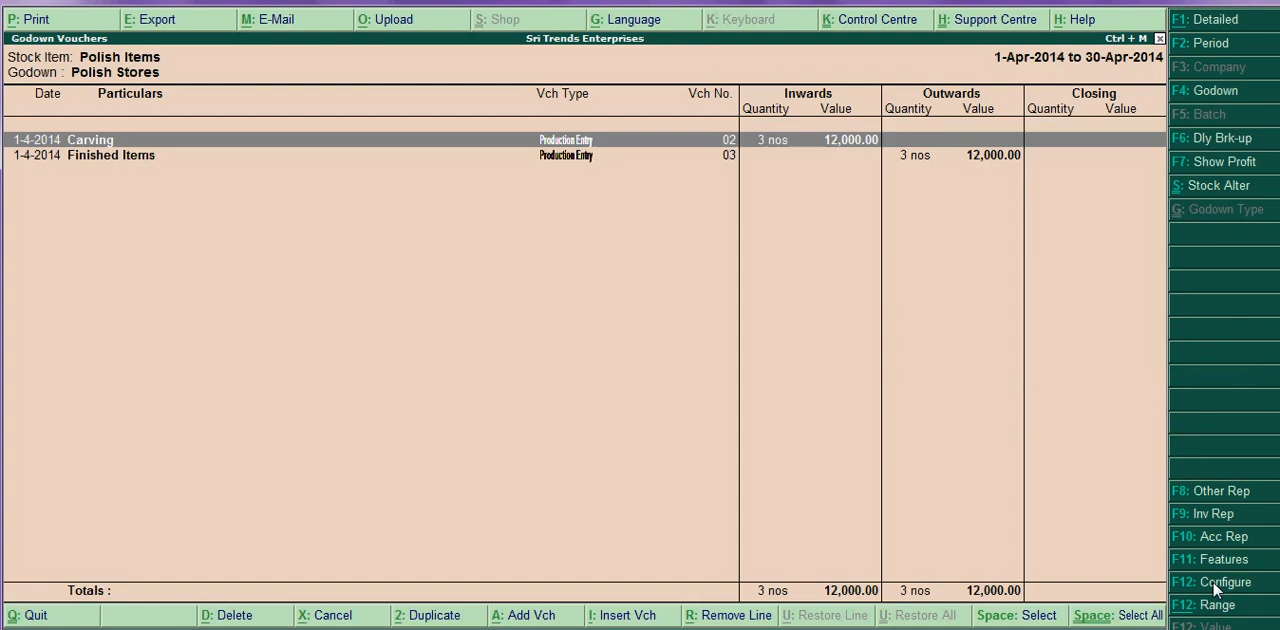 P: Print E: Export M: E-Mail O: Upload S: Shop G: Language K: Keyboard K: Control Centre H: Support Centre H: Help
Godown Vouchers Sri Trends Enterprises Ctrl + M
Stock Item: Polish Items
Godown : Polish Stores
1-Apr-2014 to 30-Apr-2014
Date Particulars Vch Type Vch No. Inwards Outwards Closing
Quantity Value Quantity Value Quantity Value
1-4-2014 Carving Production Entry 02 3 nos 12,000.00
1-4-2014 Finished Items Production Entry 03 3 nos 12,000.00
Totals : 3 nos 12,000.00 3 nos 12,000.00
Q: Quit D: Delete X: Cancel 2: Duplicate A: Add Vch I: Insert Vch R: Remove Line U: Restore Line U: Restore All Space: Select Space: Select All
F1: Detailed
F2: Period
F3: Company
F4: Godown
F5: Batch
F6: Dly Brk-up
F7: Show Profit
S: Stock Alter
G: Godown Type
F8: Other Rep
F9: Inv Rep
F10: Acc Rep
F11: Features
F12: Configure
F12: Range
F12: Value